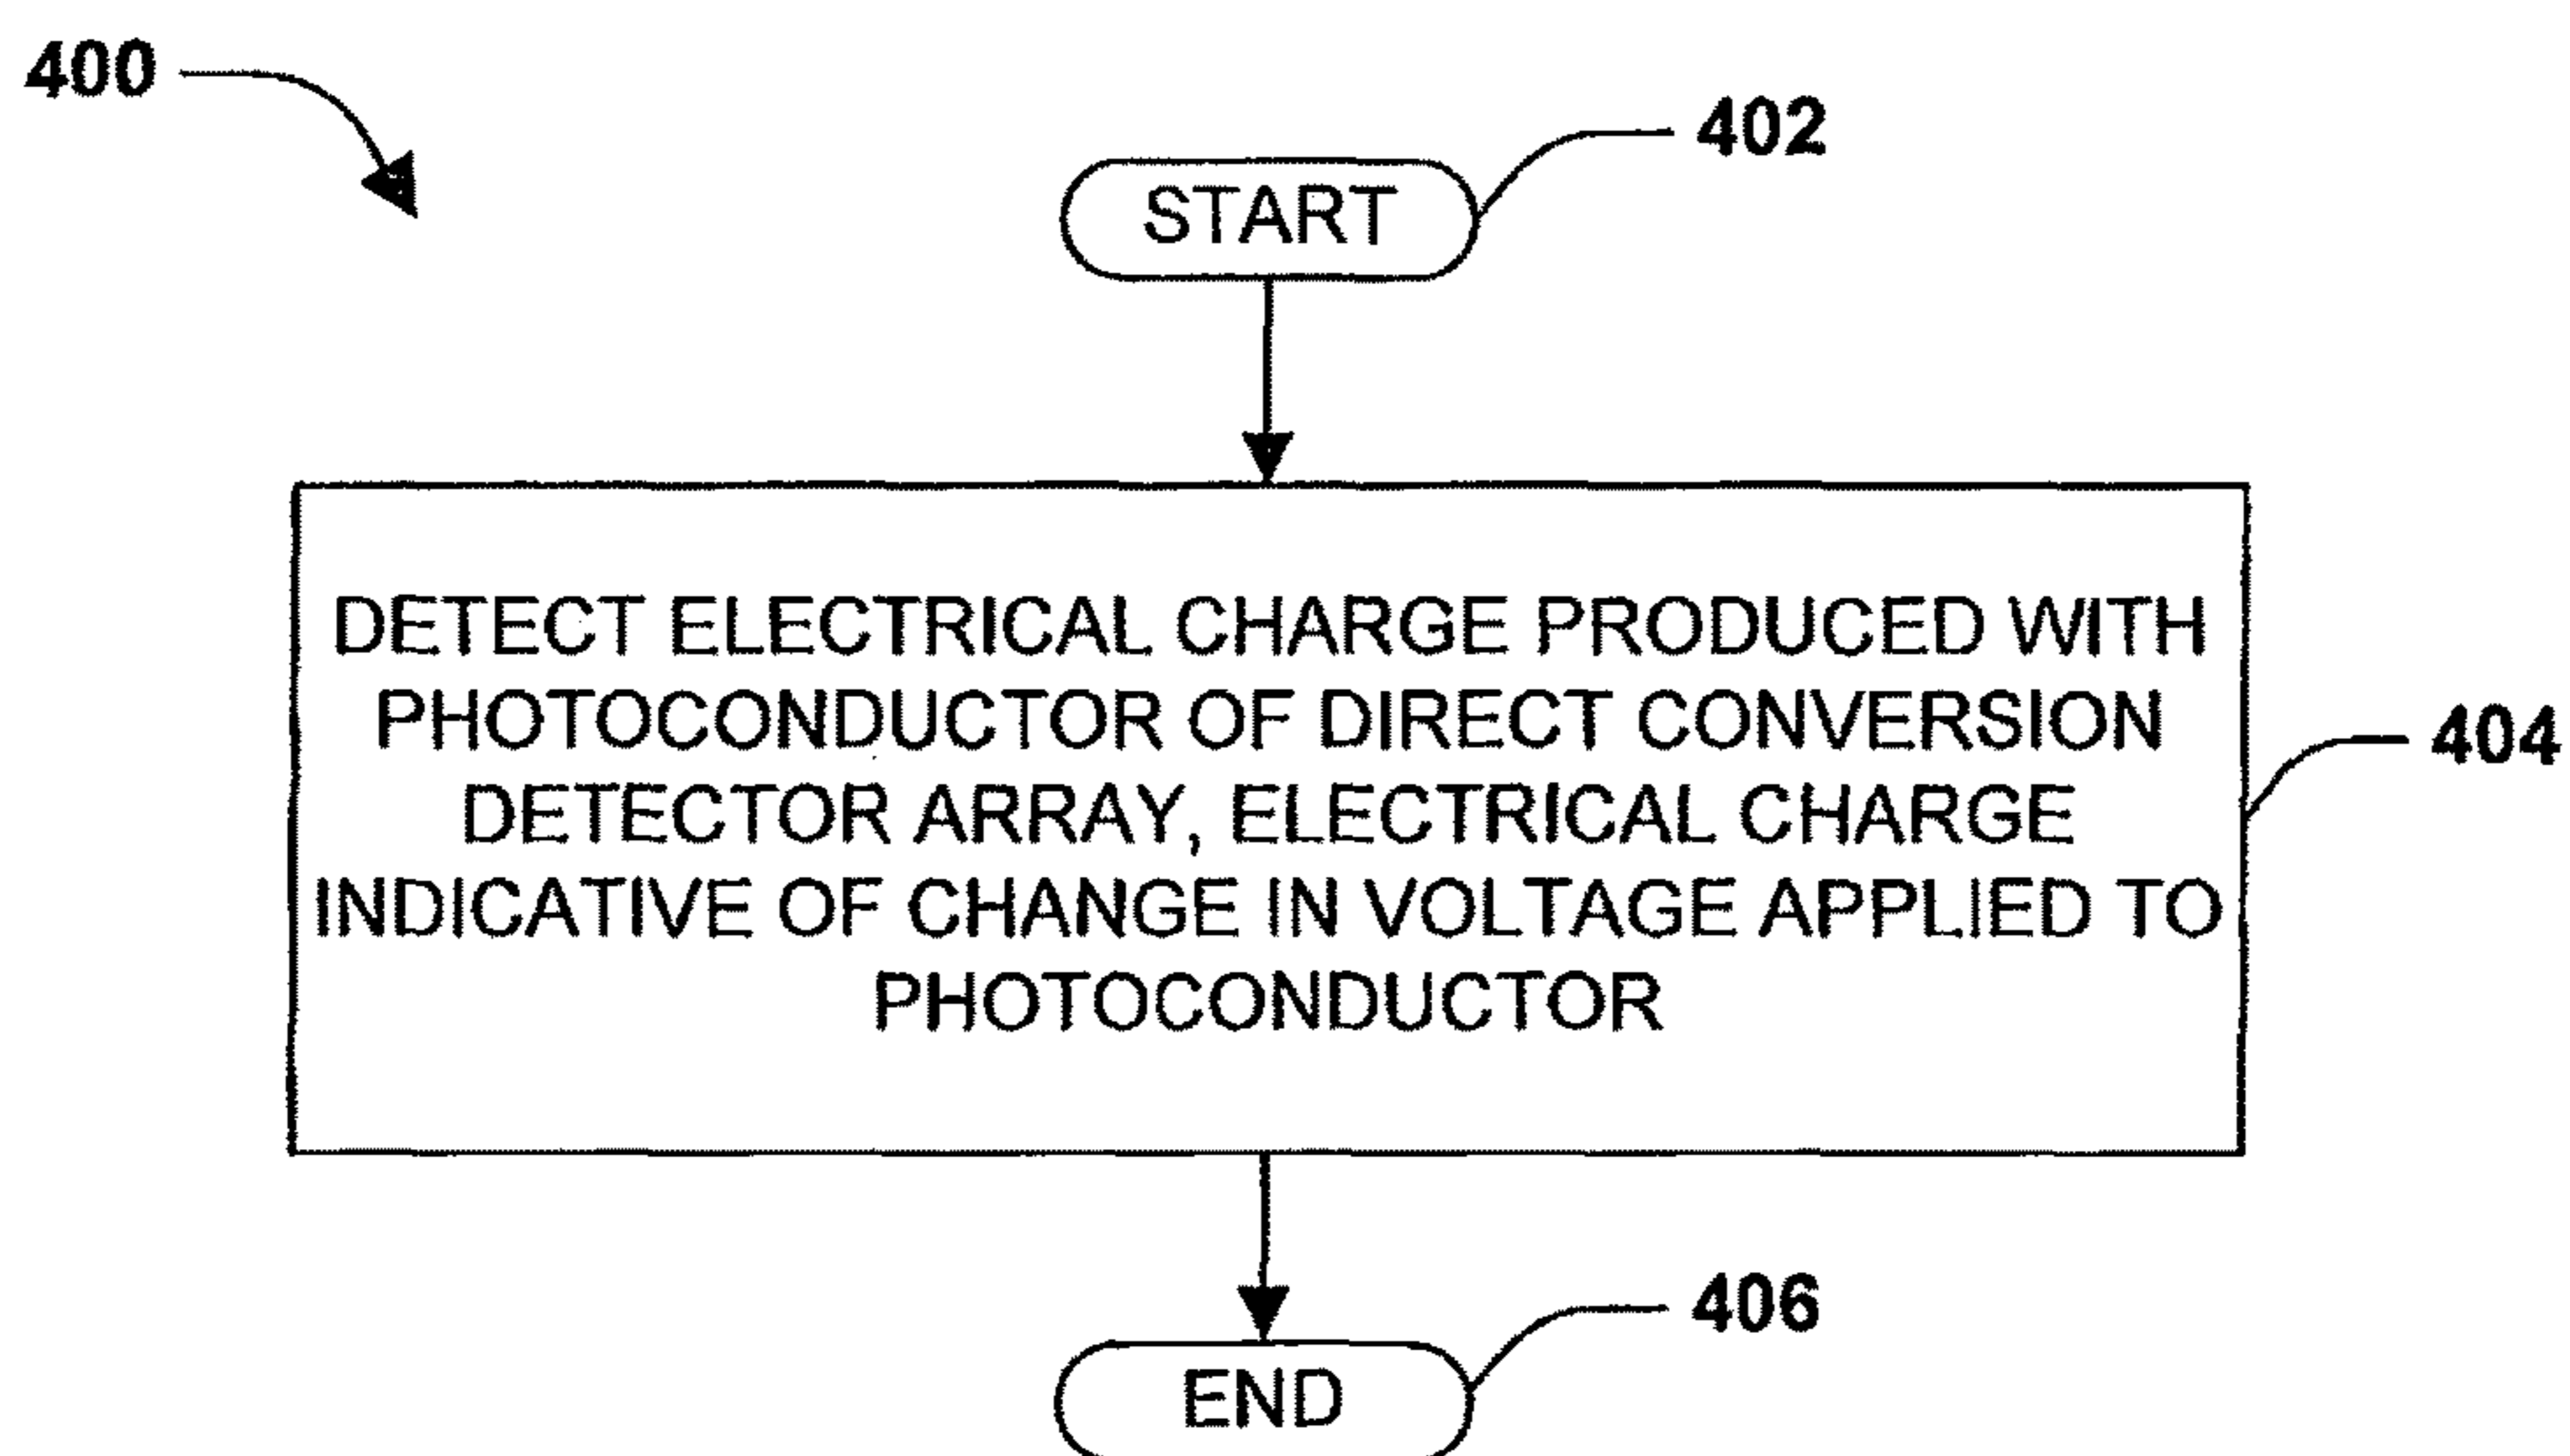 400
402
START
DETECT ELECTRICAL CHARGE PRODUCED WITH
PHOTOCONDUCTOR OF DIRECT CONVERSION
DETECTOR ARRAY, ELECTRICAL CHARGE
INDICATIVE OF CHANGE IN VOLTAGE APPLIED TO
PHOTOCONDUCTOR
404
406
END